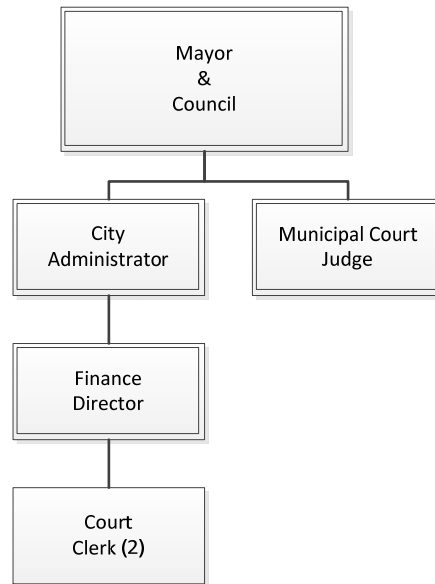 Mayor
&
Council
City
Administrator
Municipal Court
Judge
Finance
Director
Court
Clerk (2)